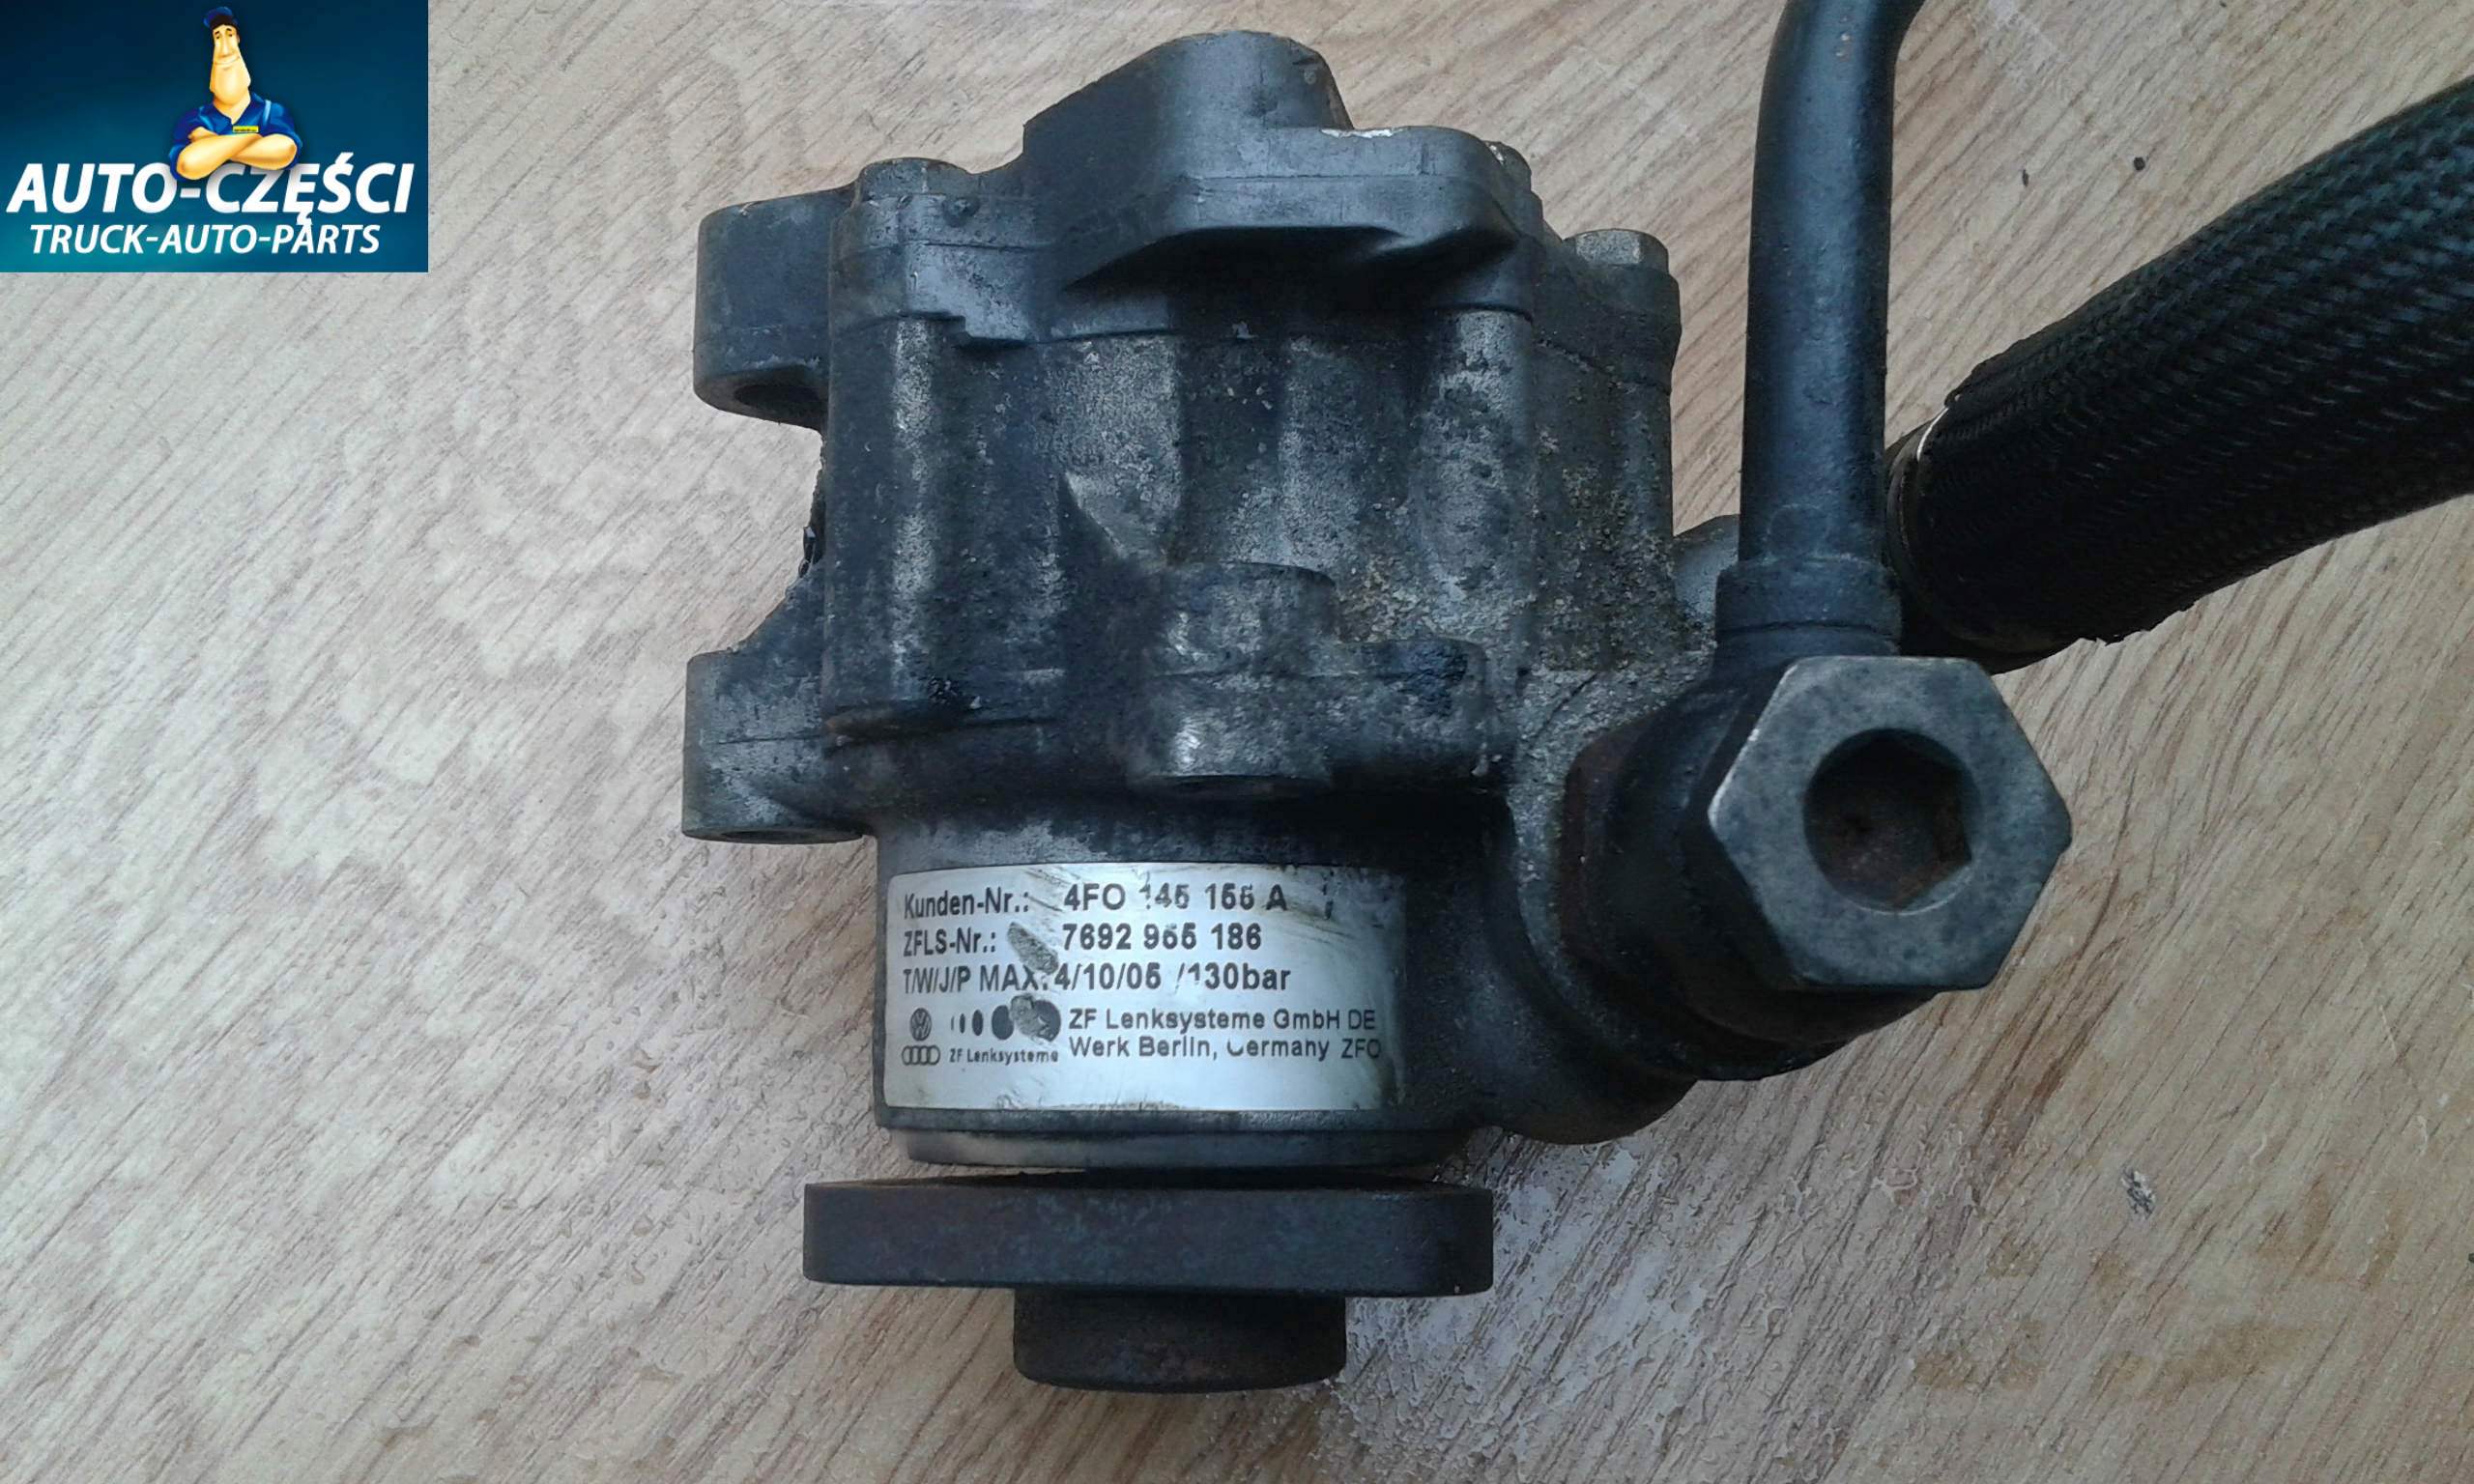 AUTO-CZĘŚCI
TRUCK-AUTO-PARTS
Kunden-Nr.: 4FO 145 155 A
ZFLS-Nr.: 7692 955 186
T/W/J/P MAX: 4/10/05 /130bar
ZF Lenksysteme GmbH DE
ZF Lenksysteme Werk Berlin, Germany ZFO